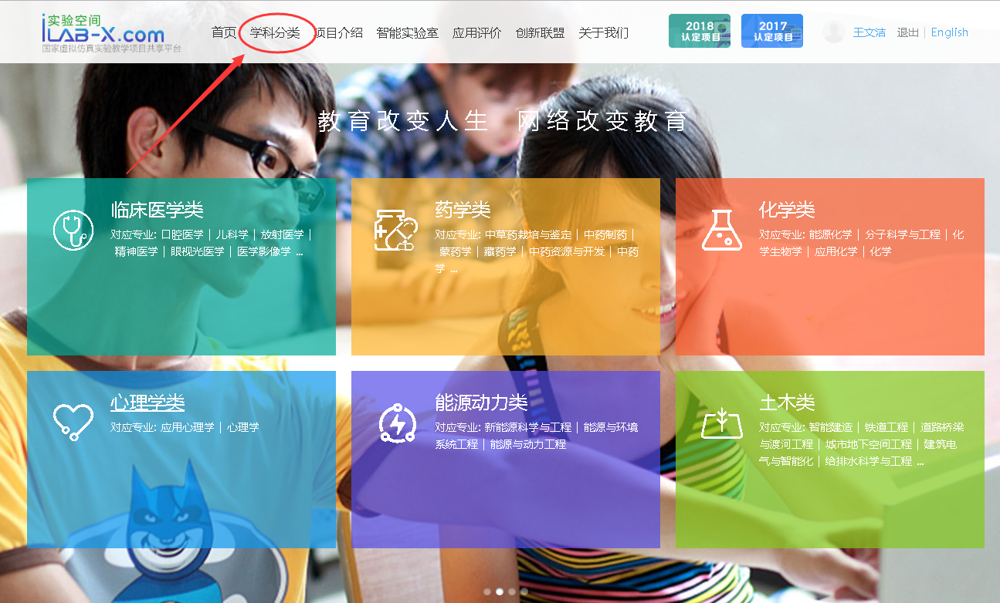 实验空间
iLAB-X.com
国家虚拟仿真实验教学项目共享平台
首页 学科分类 项目介绍 智能实验室 应用评价 创新联盟 关于我们
2018
认定项目
2017
认定项目
王文洁 退出 | English
教育改变人生 网络改变教育
临床医学类
对应专业: 口腔医学 | 儿科学 | 放射医学 |
精神医学 | 眼视光医学 | 医学影像学 ...
药学类
对应专业: 中草药栽培与鉴定 | 中药制药 |
蒙药学 | 藏药学 | 中药资源与开发 | 中药
学 ...
化学类
对应专业: 能源化学 | 分子科学与工程 | 化
学生物学 | 应用化学 | 化学
心理学类
对应专业: 应用心理学 | 心理学
能源动力类
对应专业: 新能源科学与工程 | 能源与环境
系统工程 | 能源与动力工程
土木类
对应专业: 智能建造 | 铁道工程 | 道路桥梁
与渡河工程 | 城市地下空间工程 | 建筑电
气与智能化 | 给排水科学与工程 ...